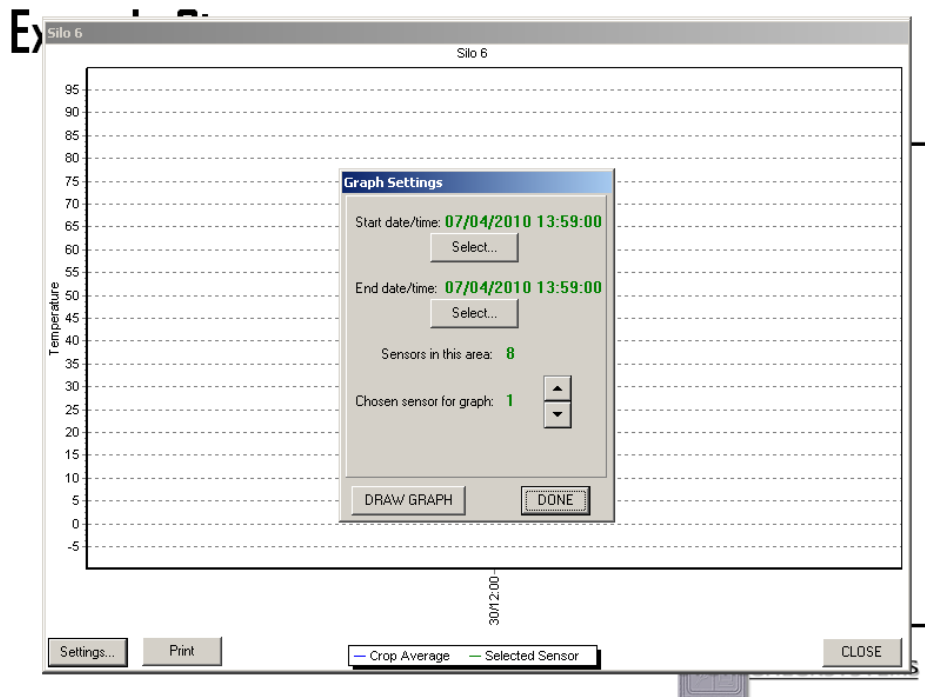 Silo 6
Silo 6
95
90
85
80
75
70
65
60
55
50
45
40
35
30
25
20
15
10
5
0
-5
Temperature
30/12:00
Graph Settings
Start date/time: 07/04/2010 13:59:00
Select...
End date/time: 07/04/2010 13:59:00
Select...
Sensors in this area: 8
Chosen sensor for graph: 1
DRAW GRAPH
DONE
Settings...
Print
Crop Average
Selected Sensor
CLOSE